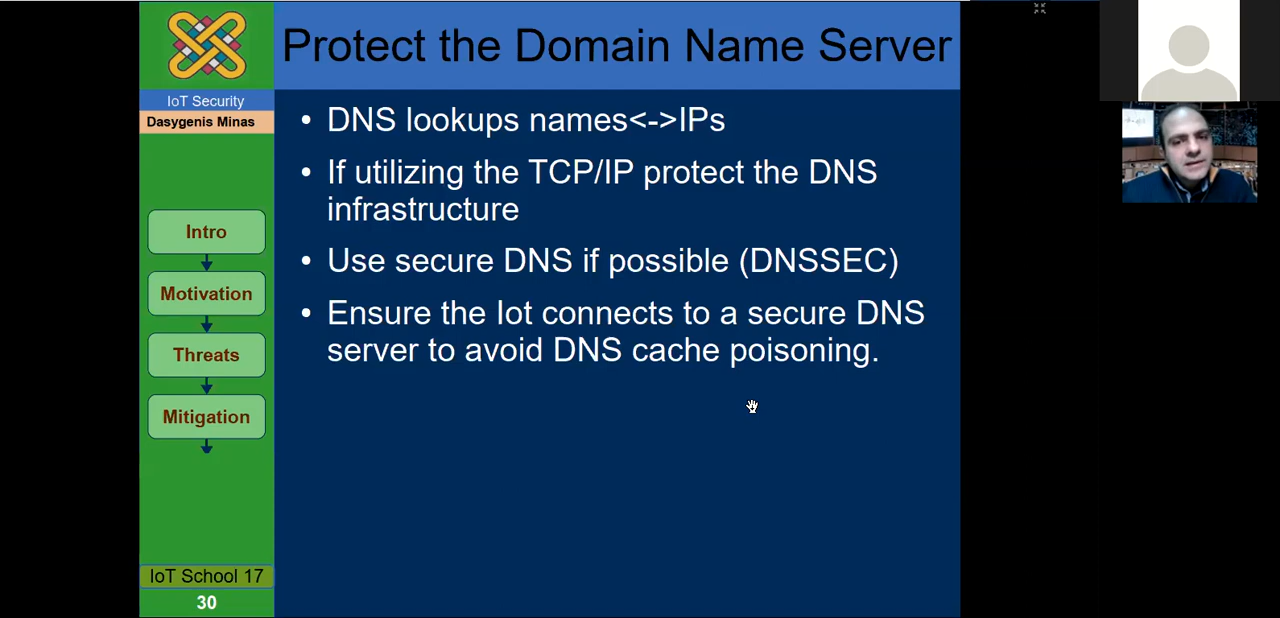 Protect the Domain Name Server
IoT Security
Dasygenis Minas
Intro
Motivation
Threats
Mitigation
IoT School 17
30
• DNS lookups names<->IPs
• If utilizing the TCP/IP protect the DNS
infrastructure
• Use secure DNS if possible (DNSSEC)
• Ensure the Iot connects to a secure DNS
server to avoid DNS cache poisoning.